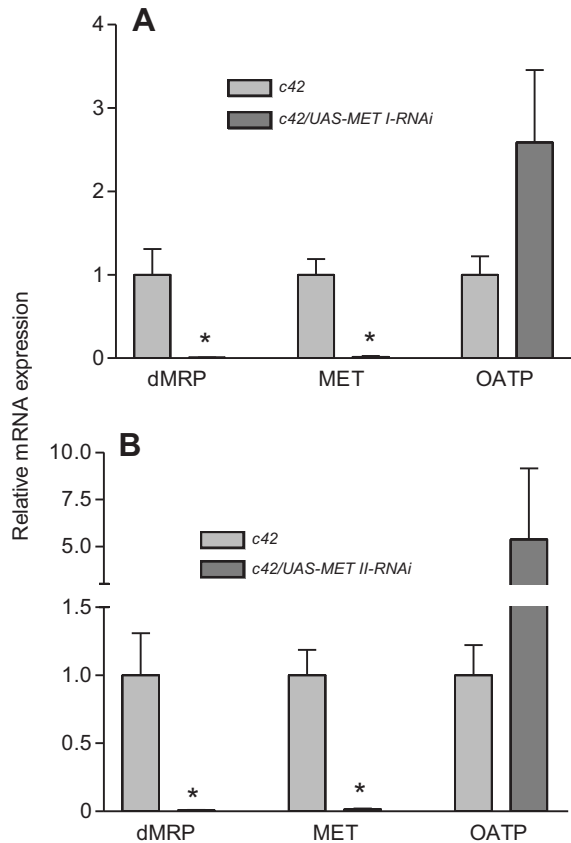 A
4
3
2
1
0
c42
c42/UAS-MET I-RNAi
*
*
dMRP
MET
OATP
Relative mRNA expression
B
10.0
7.5
5.0
1.5
1.0
0.5
0
c42
c42/UAS-MET II-RNAi
*
*
dMRP
MET
OATP